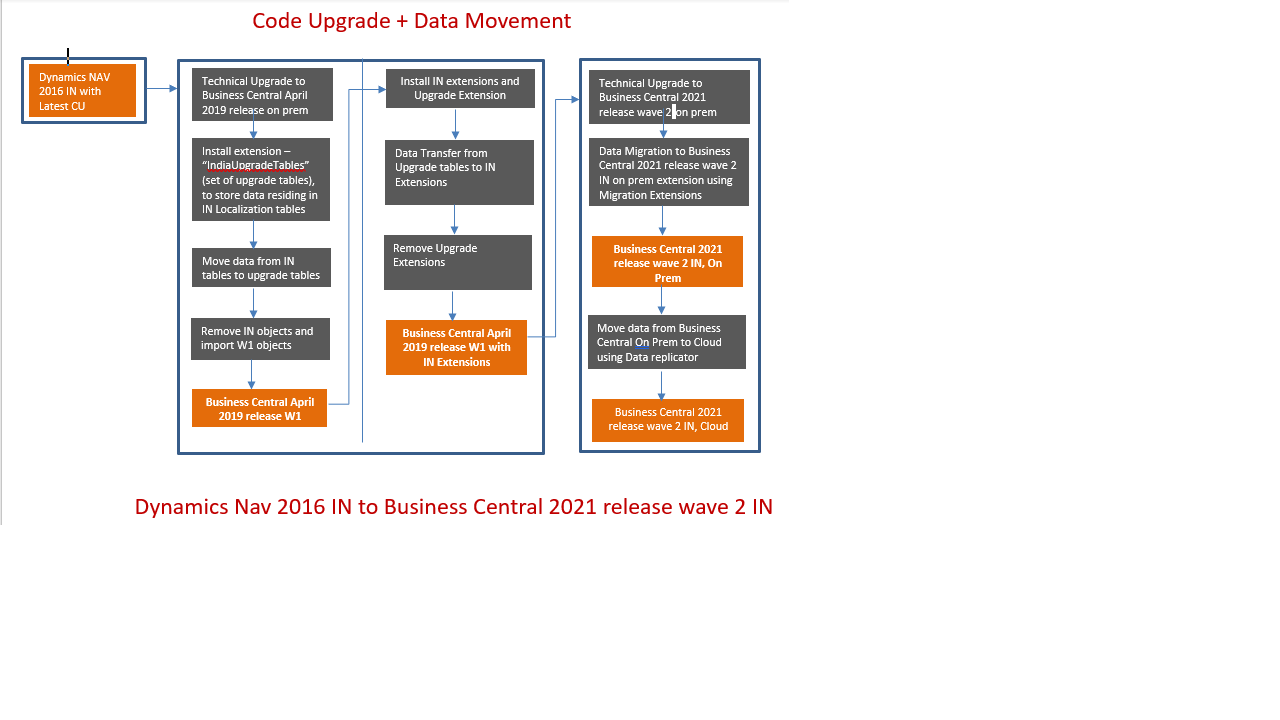 Code Upgrade + Data Movement
Dynamics NAV
2016 IN with
Latest CU
Technical Upgrade to
Business Central April
2019 release on prem
Install extension –
“IndiaUpgradeTables”
(set of upgrade tables),
to store data residing in
IN Localization tables
Move data from IN
tables to upgrade tables
Remove IN objects and
import W1 objects
Business Central April
2019 release W1
Install IN extensions and
Upgrade Extension
Data Transfer from
Upgrade tables to IN
Extensions
Remove Upgrade
Extensions
Business Central April
2019 release W1 with
IN Extensions
Technical Upgrade to
Business Central 2021
release wave 2 on prem
Data Migration to Business
Central 2021 release wave 2
IN on prem extension using
Migration Extensions
Business Central 2021
release wave 2 IN, On
Prem
Move data from Business
Central On Prem to Cloud
using Data replicator
Business Central 2021
release wave 2 IN, Cloud
Dynamics Nav 2016 IN to Business Central 2021 release wave 2 IN